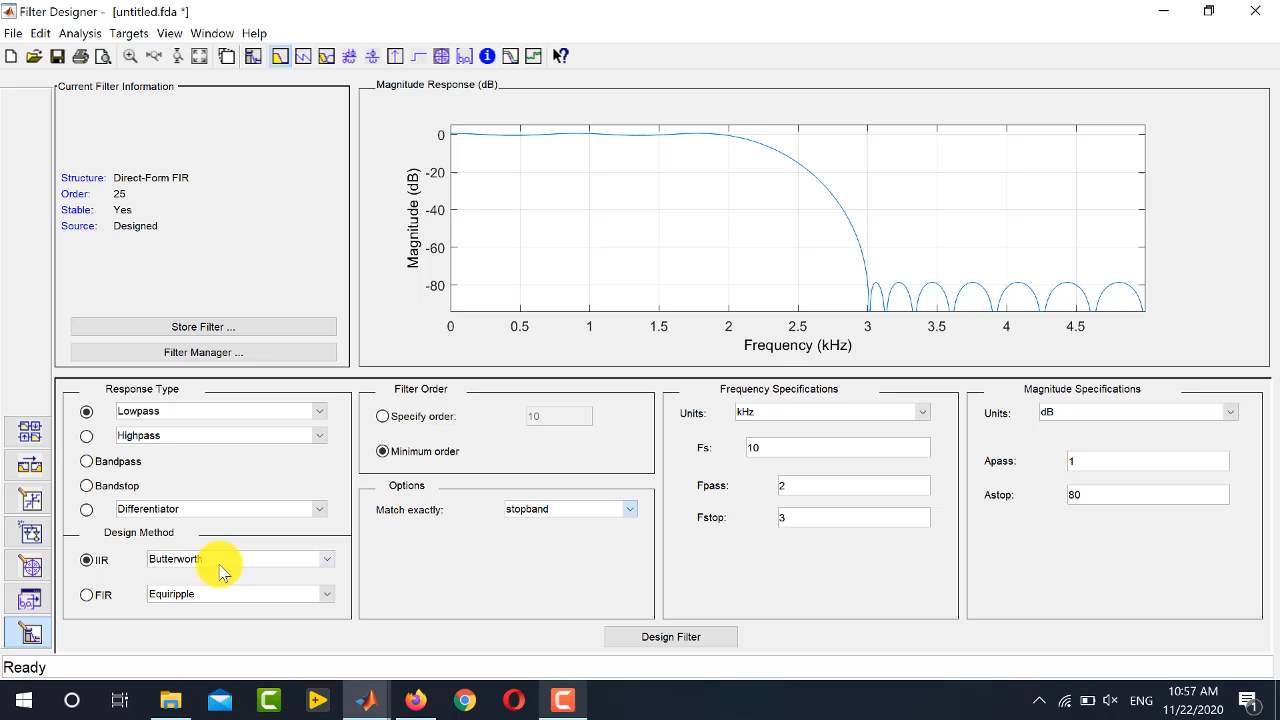 Filter Designer - [untitled.fda *]
File Edit Analysis Targets View Window Help
Current Filter Information
Structure: Direct-Form FIR
Order: 25
Stable: Yes
Source: Designed
Store Filter ...
Filter Manager ...
Magnitude Response (dB)
0
-20
-40
-60
-80
Magnitude (dB)
0 0.5 1 1.5 2 2.5 3 3.5 4 4.5
Frequency (kHz)
Response Type
Lowpass
Highpass
Bandpass
Bandstop
Differentiator
Design Method
IIR Butterworth
FIR Equiripple
Filter Order
Specify order: 10
Minimum order
Options
Match exactly: stopband
Frequency Specifications
Units: kHz
Fs: 10
Fpass: 2
Fstop: 3
Magnitude Specifications
Units: dB
Apass: 1
Astop: 80
Design Filter
Ready
ENG
10:57 AM
11/22/2020
1